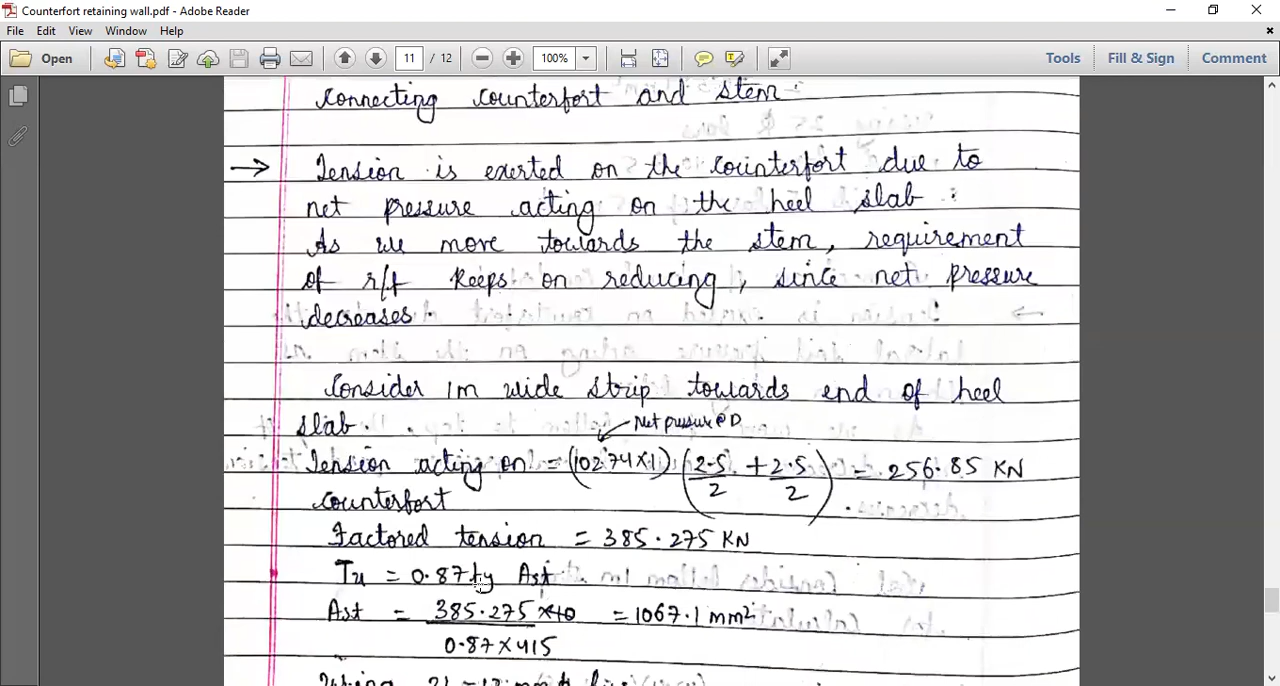 Counterfort retaining wall.pdf - Adobe Reader
File Edit View Window Help
Open 11 / 12 100% Tools Fill & Sign Comment
Connecting counterfort and stem :
→ Tension is exerted on the counterfort due to
net pressure acting on the heel slab :
As we move towards the stem, requirement
of r/f keeps on reducing, since net pressure
decreases.
Consider 1m wide strip towards end of heel
slab.
Net pressure @ D
Tension acting on = (102.74×1) (2.5/2 + 2.5/2) = 256.85 KN
counterfort
Factored tension = 385.275 KN
Tu = 0.87fy Ast
Ast = 385.275×10 / 0.87×415 = 1067.1 mm²